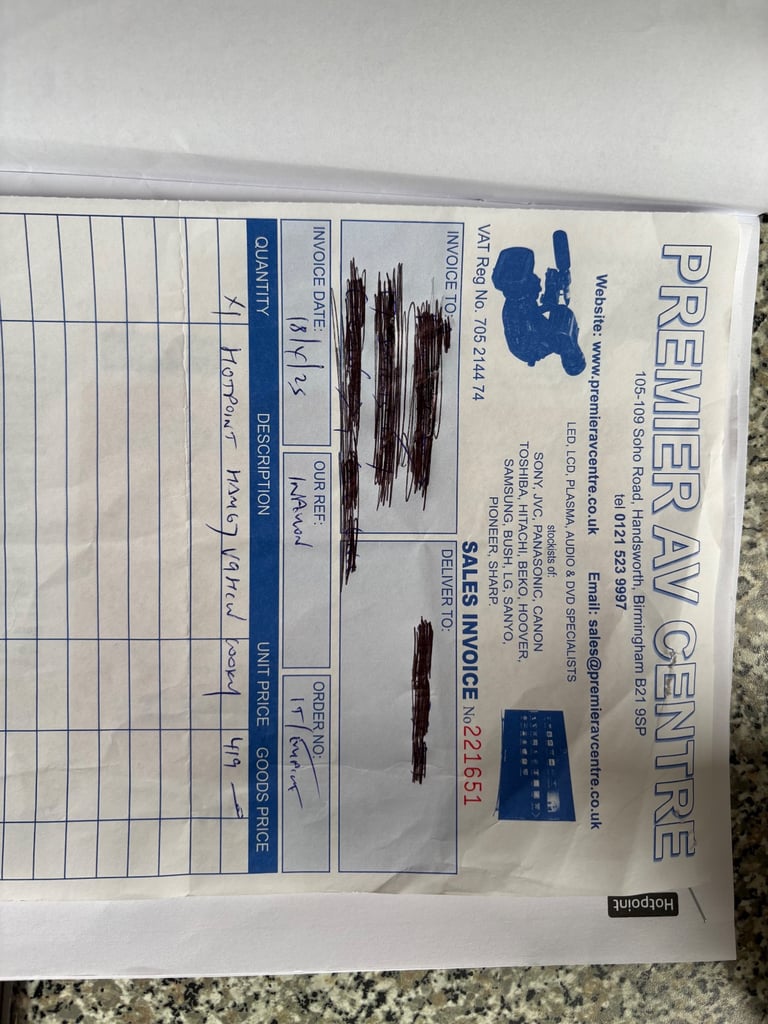 PREMIER AV CENTRE
105-109 Soho Road, Handsworth, Birmingham B21 9SP
tel 0121 523 9997
Website: www.premieravcentre.co.uk Email: sales@premieravcentre.co.uk
LED, LCD, PLASMA, AUDIO & DVD SPECIALISTS
stockists of:
SONY, JVC, PANASONIC, CANON
TOSHIBA, HITACHI, BEKO, HOOVER,
SAMSUNG, BUSH, LG, SANYO,
PIONEER, SHARP.
VAT Reg No. 705 2144 74
SALES INVOICE No 221651
INVOICE TO:
DELIVER TO:
INVOICE DATE: 18/4/25
OUR REF:
ORDER NO:
QUANTITY DESCRIPTION UNIT PRICE GOODS PRICE
X1 HOTPOINT 419
Hotpoint